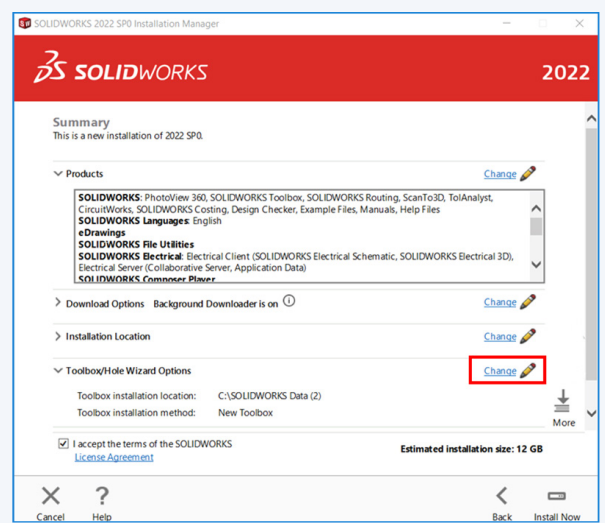 SOLIDWORKS 2022 SP0 Installation Manager
SOLIDWORKS
2022
Summary
This is a new installation of 2022 SP0.
Products
Change
SOLIDWORKS: PhotoView 360, SOLIDWORKS Toolbox, SOLIDWORKS Routing, ScanTo3D, TolAnalyst,
CircuitWorks, SOLIDWORKS Costing, Design Checker, Example Files, Manuals, Help Files
SOLIDWORKS Languages: English
eDrawings
SOLIDWORKS File Utilities
SOLIDWORKS Electrical: Electrical Client (SOLIDWORKS Electrical Schematic, SOLIDWORKS Electrical 3D),
Electrical Server (Collaborative Server, Application Data)
SOLIDWORKS Composer Player
Download Options Background Downloader is on
Change
Installation Location
Change
Toolbox/Hole Wizard Options
Change
Toolbox installation location: C:\SOLIDWORKS Data (2)
Toolbox installation method: New Toolbox
More
I accept the terms of the SOLIDWORKS
License Agreement
Estimated installation size: 12 GB
Cancel
Help
Back
Install Now